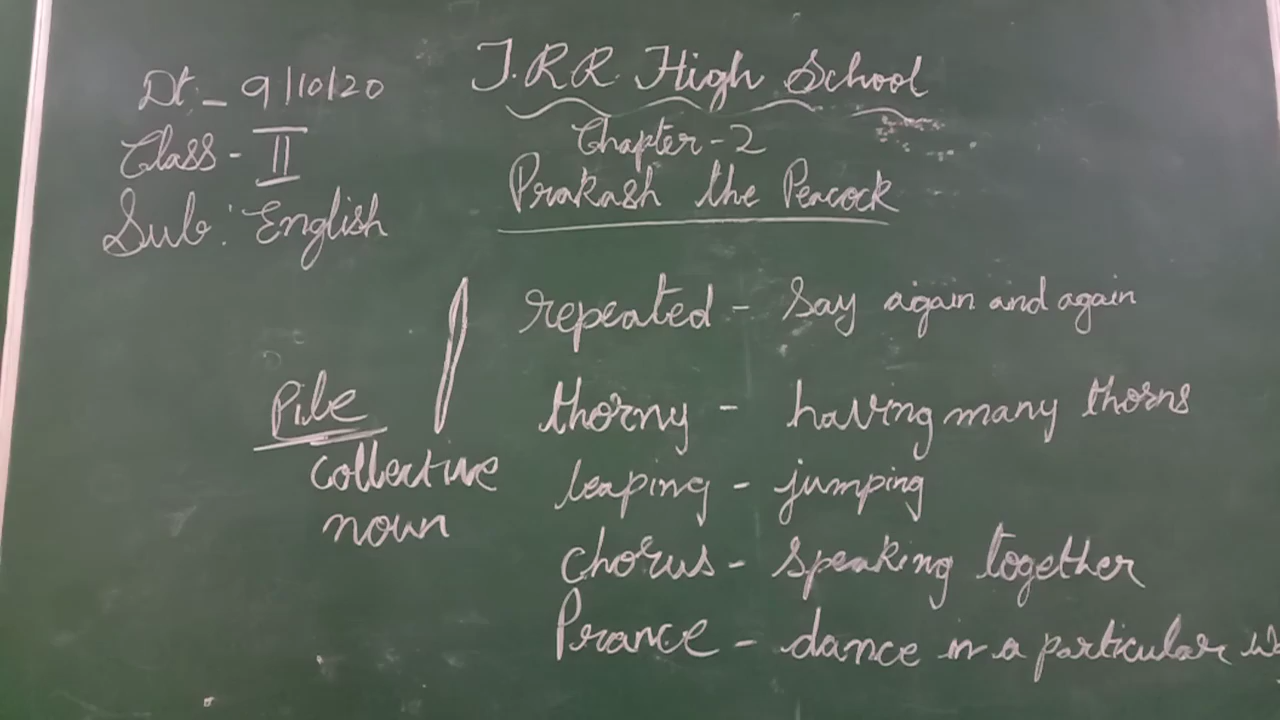 Dt:- 9/10/20
J.R.R. High School
Class - II
Chapter-2
Sub: English
Prakash the Peacock
repeated - Say again and again
Pile
thorny - having many thorns
collective
noun
leaping - jumping
chorus - speaking together
Prance - dance in a particular